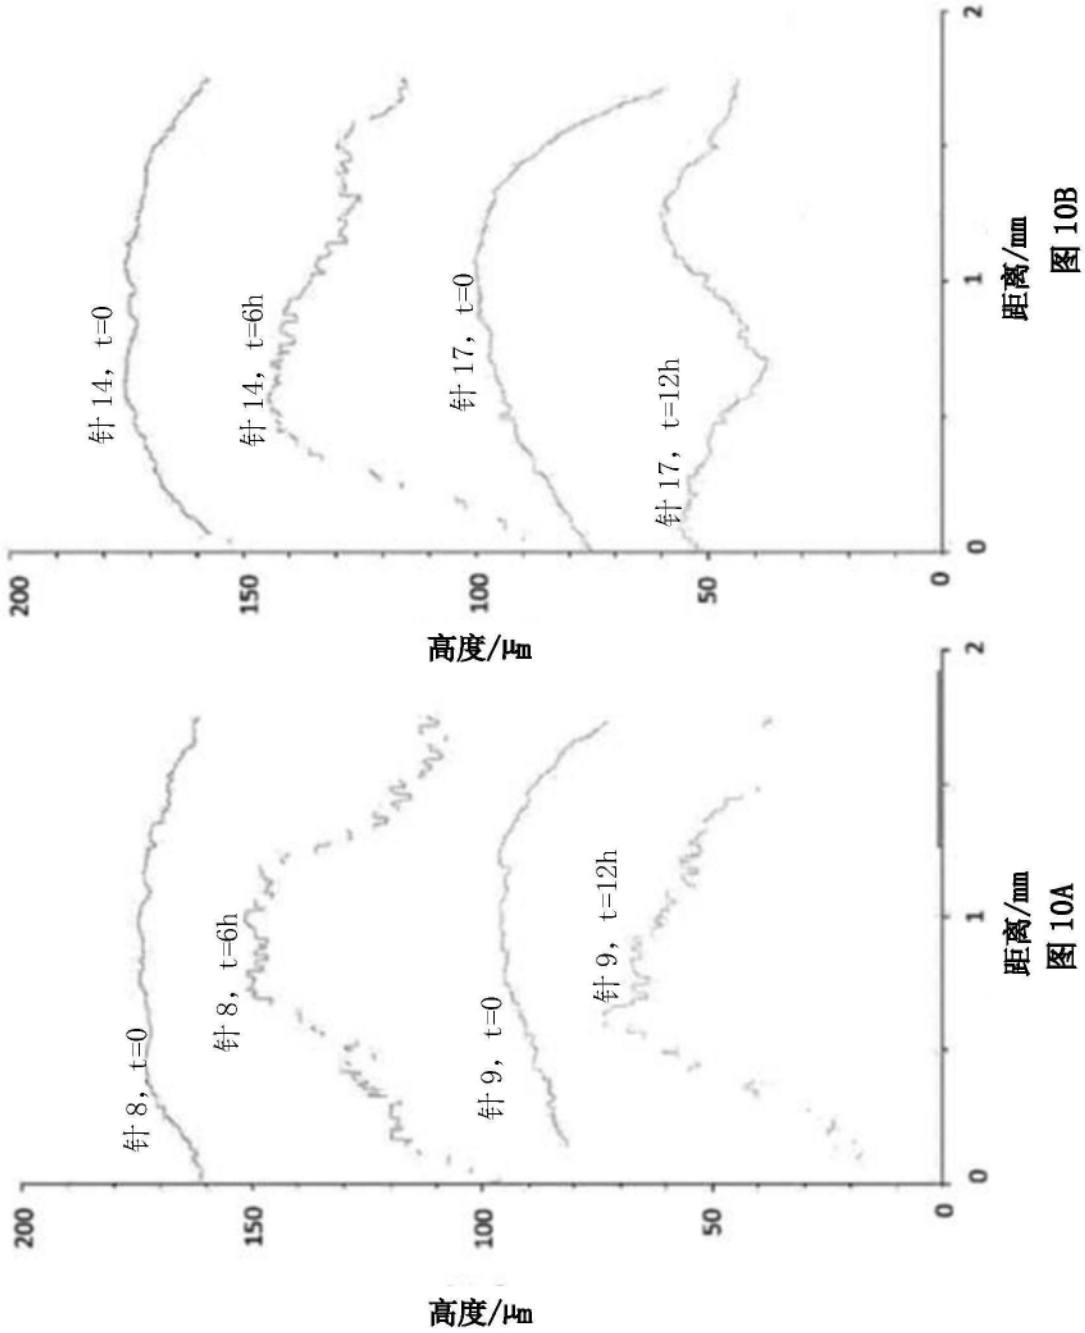 高度/μm
200
150
100
50
0
针 8, t=0
针 8, t=6h
针 9, t=0
针 9, t=12h
0
1
2
距离/mm
图 10A
高度/μm
200
150
100
50
0
针 14, t=0
针 14, t=6h
针 17, t=0
针 17, t=12h
0
1
2
距离/mm
图 10B